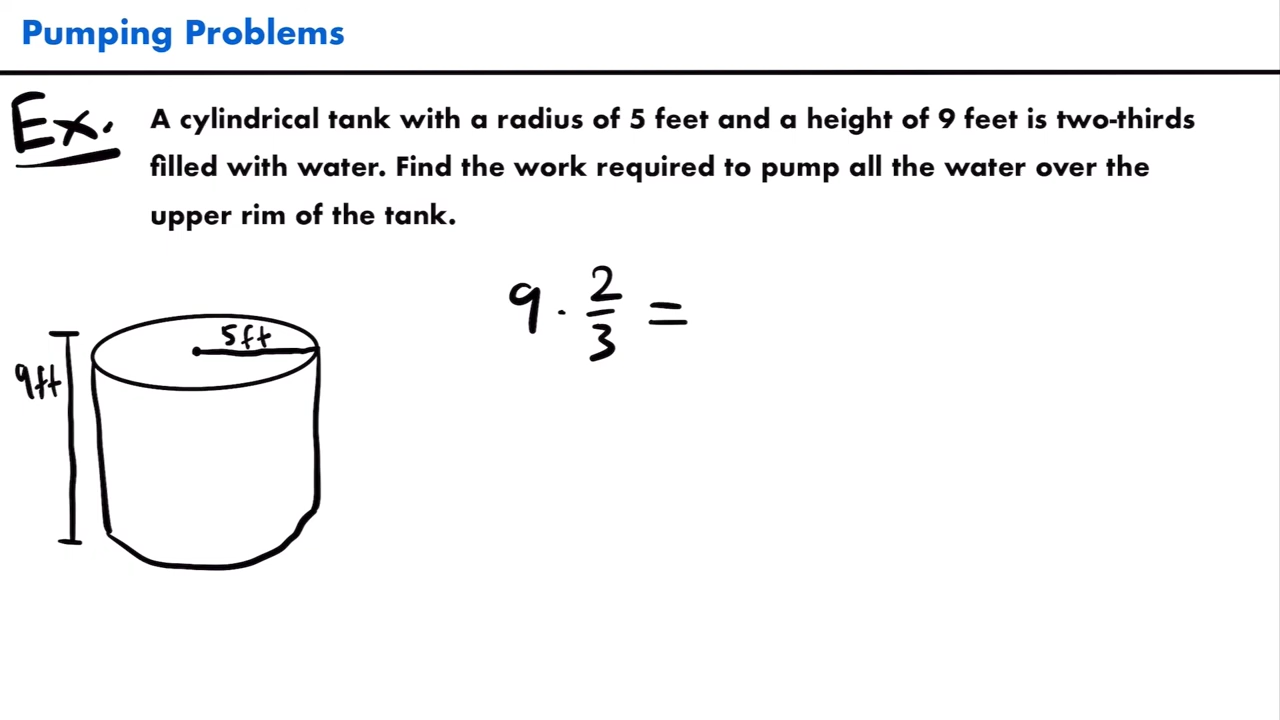 Pumping Problems
Ex. A cylindrical tank with a radius of 5 feet and a height of 9 feet is two-thirds
filled with water. Find the work required to pump all the water over the
upper rim of the tank.
9 · 2/3 =
5ft
9ft